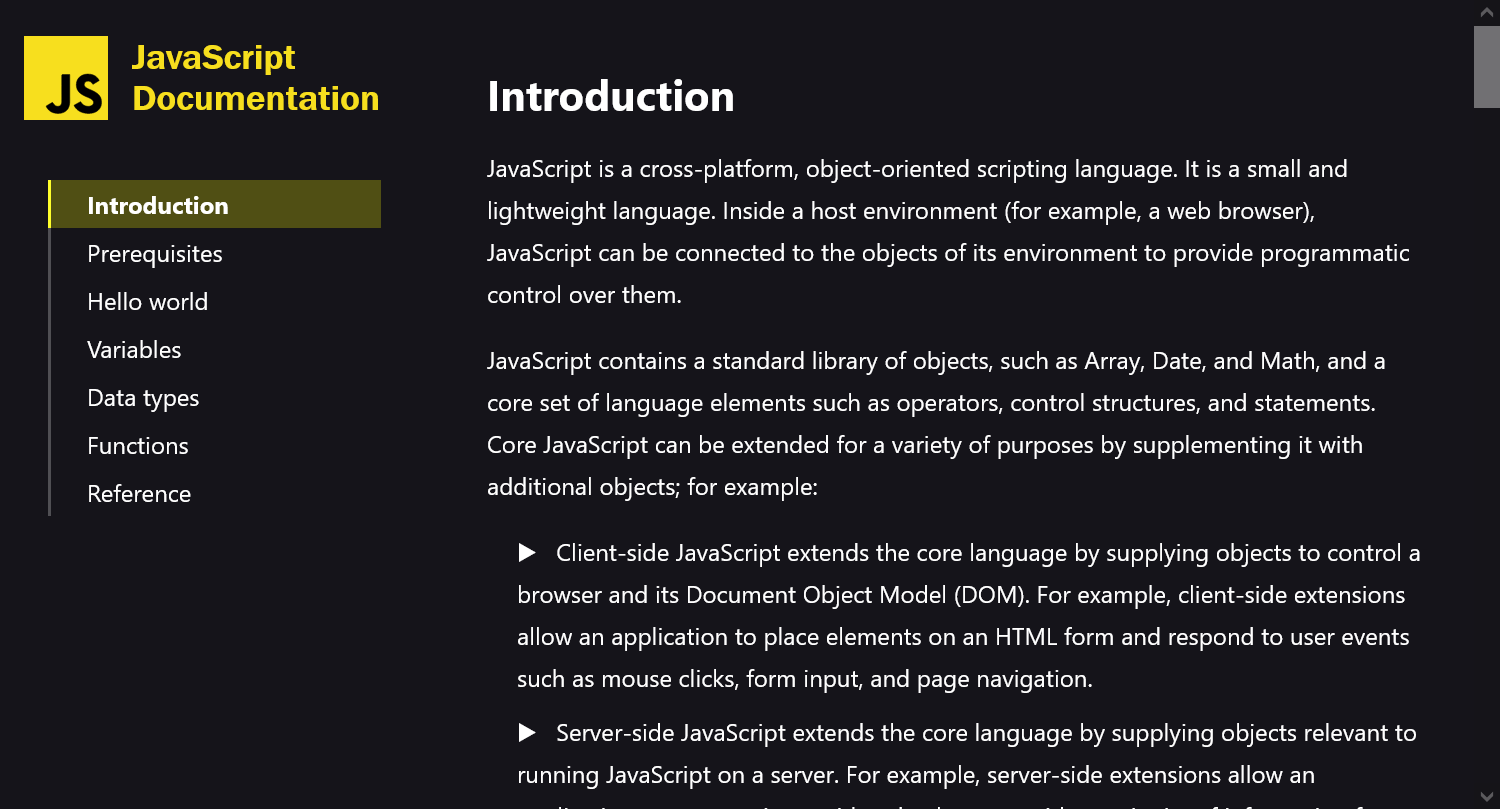 JS
JavaScript
Documentation
Introduction
Prerequisites
Hello world
Variables
Data types
Functions
Reference
Introduction
JavaScript is a cross-platform, object-oriented scripting language. It is a small and
lightweight language. Inside a host environment (for example, a web browser),
JavaScript can be connected to the objects of its environment to provide programmatic
control over them.
JavaScript contains a standard library of objects, such as Array, Date, and Math, and a
core set of language elements such as operators, control structures, and statements.
Core JavaScript can be extended for a variety of purposes by supplementing it with
additional objects; for example:
▶ Client-side JavaScript extends the core language by supplying objects to control a
browser and its Document Object Model (DOM). For example, client-side extensions
allow an application to place elements on an HTML form and respond to user events
such as mouse clicks, form input, and page navigation.
▶ Server-side JavaScript extends the core language by supplying objects relevant to
running JavaScript on a server. For example, server-side extensions allow an